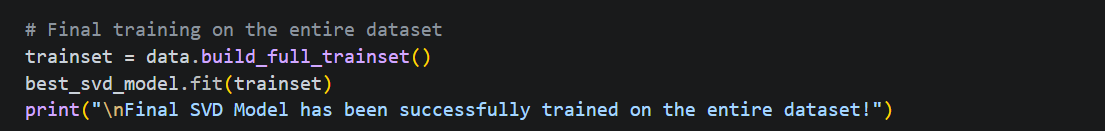 # Final training on the entire dataset
trainset = data.build_full_trainset()
best_svd_model.fit(trainset)
print("\nFinal SVD Model has been successfully trained on the entire dataset!")